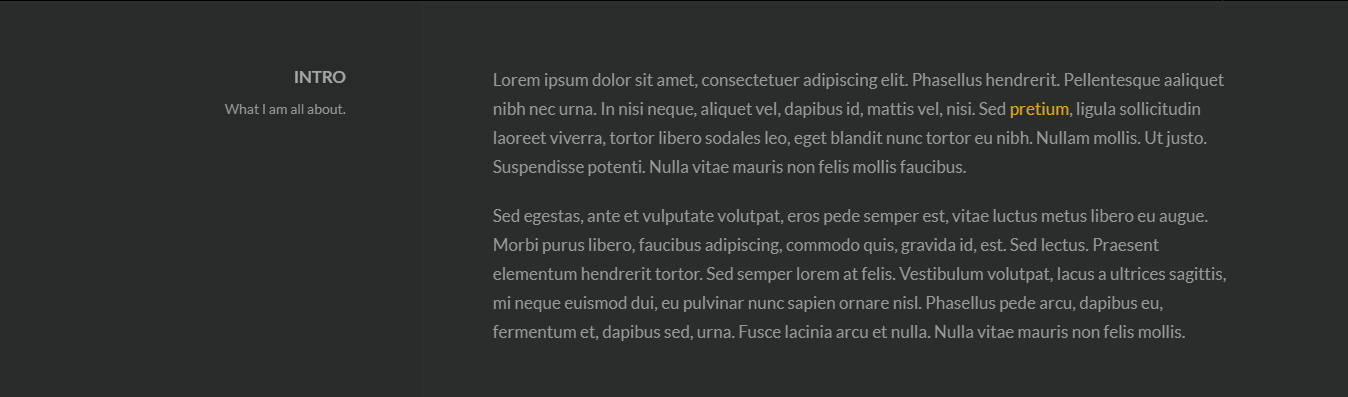 INTRO
What I am all about.
Lorem ipsum dolor sit amet, consectetuer adipiscing elit. Phasellus hendrerit. Pellentesque aaliquet
nibh nec urna. In nisi neque, aliquet vel, dapibus id, mattis vel, nisi. Sed pretium, ligula sollicitudin
laoreet viverra, tortor libero sodales leo, eget blandit nunc tortor eu nibh. Nullam mollis. Ut justo.
Suspendisse potenti. Nulla vitae mauris non felis mollis faucibus.
Sed egestas, ante et vulputate volutpat, eros pede semper est, vitae luctus metus libero eu augue.
Morbi purus libero, faucibus adipiscing, commodo quis, gravida id, est. Sed lectus. Praesent
elementum hendrerit tortor. Sed semper lorem at felis. Vestibulum volutpat, lacus a ultrices sagittis,
mi neque euismod dui, eu pulvinar nunc sapien ornare nisl. Phasellus pede arcu, dapibus eu,
fermentum et, dapibus sed, urna. Fusce lacinia arcu et nulla. Nulla vitae mauris non felis mollis.